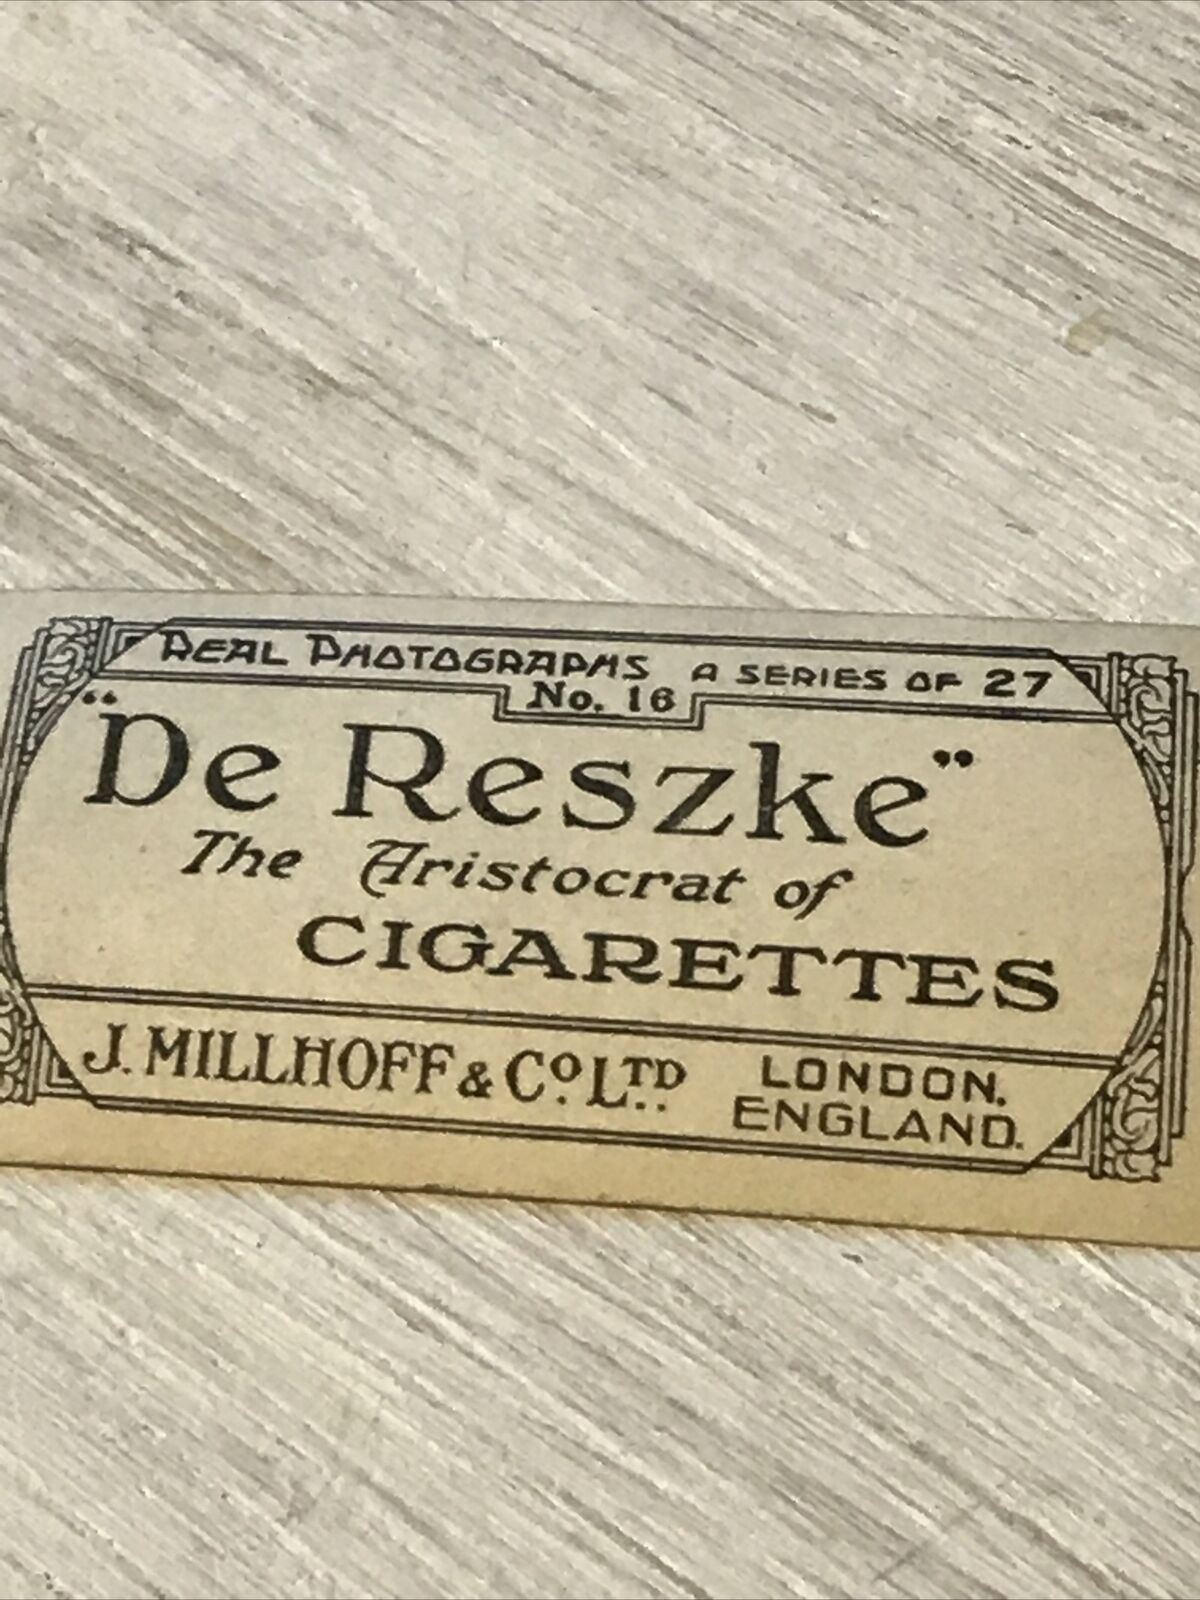 REAL PHOTOGRAPHS A SERIES OF 27
No. 16
"De Reszke"
The Aristocrat of
CIGARETTES
J. MILLHOFF & Co. LTD.
LONDON.
ENGLAND.